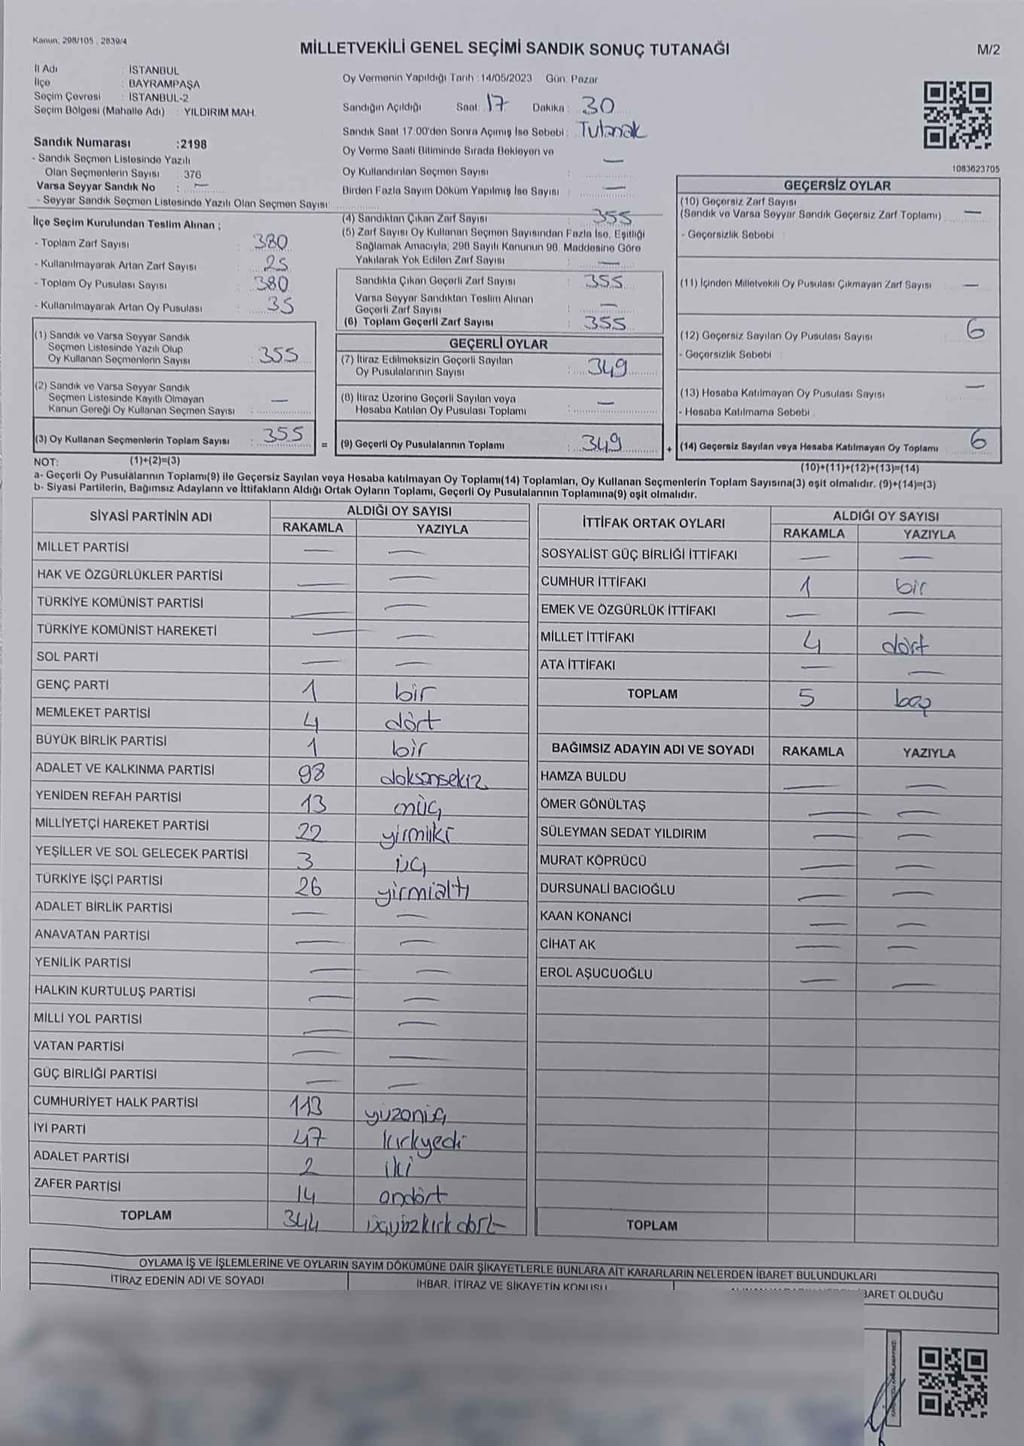 Kanun: 298/105 ; 2839/4
MİLLETVEKİLİ GENEL SEÇİMİ SANDIK SONUÇ TUTANAĞI
M/2
İl Adı : İSTANBUL
İlçe : BAYRAMPAŞA
Seçim Çevresi : İSTANBUL-2
Seçim Bölgesi (Mahalle Adı) : YILDIRIM MAH.
Sandık Numarası :2198
- Sandık Seçmen Listesinde Yazılı
Olan Seçmenlerin Sayısı : 376
Varsa Seyyar Sandık No : —
- Seyyar Sandık Seçmen Listesinde Yazılı Olan Seçmen Sayısı :
Oy Vermenin Yapıldığı Tarih :14/05/2023 Gün: Pazar
Sandığın Açıldığı Saat: 17 Dakika : 30
Sandık Saat 17:00'den Sonra Açımış İse Sebebi : Tutanak
Oy Verme Saati Bitiminde Sırada Bekleyen ve
Oy Kullandırılan Seçmen Sayısı : —
Birden Fazla Sayım Döküm Yapılmış İse Sayısı : —
1083623705
İlçe Seçim Kurulundan Teslim Alınan ;
- Toplam Zarf Sayısı : 380
- Kullanılmayarak Artan Zarf Sayısı : 25
- Toplam Oy Pusulası Sayısı : 380
- Kullanılmayarak Artan Oy Pusulası : 35
(1) Sandık ve Varsa Seyyar Sandık
Seçmen Listesinde Yazılı Olup
Oy Kullanan Seçmenlerin Sayısı : 355
(2) Sandık ve Varsa Seyyar Sandık
Seçmen Listesinde Kayıtlı Olmayan
Kanun Gereği Oy Kullanan Seçmen Sayısı : —
(3) Oy Kullanan Seçmenlerin Toplam Sayısı : 355
(1)+(2)=(3)
(4) Sandıktan Çıkan Zarf Sayısı : 355
(5) Zarf Sayısı Oy Kullanan Seçmen Sayısından Fazla İse, Eşitliği
Sağlamak Amacıyla; 298 Sayılı Kanunun 98. Maddesine Göre
Yakılarak Yok Edilen Zarf Sayısı : —
Sandıkta Çıkan Geçerli Zarf Sayısı : 355
Varsa Seyyar Sandıktan Teslim Alınan
Geçerli Zarf Sayısı : —
(6) Toplam Geçerli Zarf Sayısı : 355
GEÇERLİ OYLAR
(7) İtiraz Edilmeksizin Geçerli Sayılan
Oy Pusulalarının Sayısı : 349
(8) İtiraz Üzerine Geçerli Sayılan veya
Hesaba Katılan Oy Pusulası Toplamı : —
= (9) Geçerli Oy Pusulalarının Toplamı : 349
GEÇERSİZ OYLAR
(10) Geçersiz Zarf Sayısı
(Sandık ve Varsa Seyyar Sandık Geçersiz Zarf Toplamı) : —
- Geçersizlik Sebebi :
(11) İçinden Milletvekili Oy Pusulası Çıkmayan Zarf Sayısı : —
(12) Geçersiz Sayılan Oy Pusulası Sayısı : 6
- Geçersizlik Sebebi :
(13) Hesaba Katılmayan Oy Pusulası Sayısı : —
- Hesaba Katılmama Sebebi :
+ (14) Geçersiz Sayılan veya Hesaba Katılmayan Oy Toplamı : 6
(10)+(11)+(12)+(13)=(14)
NOT:
a- Geçerli Oy Pusulalarının Toplamı(9) ile Geçersiz Sayılan veya Hesaba katılmayan Oy Toplamı(14) Toplamları, Oy Kullanan Seçmenlerin Toplam Sayısına(3) eşit olmalıdır. (9)+(14)=(3)
b- Siyasi Partilerin, Bağımsız Adayların ve İttifakların Aldığı Ortak Oyların Toplamı, Geçerli Oy Pusulalarının Toplamına(9) eşit olmalıdır.
SİYASİ PARTİNİN ADI ALDIĞI OY SAYISI
RAKAMLA YAZIYLA
MİLLET PARTİSİ — —
HAK VE ÖZGÜRLÜKLER PARTİSİ — —
TÜRKİYE KOMÜNİST PARTİSİ — —
TÜRKİYE KOMÜNİST HAREKETİ — —
SOL PARTİ — —
GENÇ PARTİ 1 bir
MEMLEKET PARTİSİ 4 dört
BÜYÜK BİRLİK PARTİSİ 1 bir
ADALET VE KALKINMA PARTİSİ 98 doksansekiz
YENİDEN REFAH PARTİSİ 13 onüç
MİLLİYETÇİ HAREKET PARTİSİ 22 yirmiiki
YEŞİLLER VE SOL GELECEK PARTİSİ 3 üç
TÜRKİYE İŞÇİ PARTİSİ 26 yirmialtı
ADALET BİRLİK PARTİSİ — —
ANAVATAN PARTİSİ — —
YENİLİK PARTİSİ — —
HALKIN KURTULUŞ PARTİSİ — —
MİLLİ YOL PARTİSİ — —
VATAN PARTİSİ — —
GÜÇ BİRLİĞİ PARTİSİ — —
CUMHURİYET HALK PARTİSİ 113 yüzonüç
İYİ PARTİ 47 kırkyedi
ADALET PARTİSİ 2 iki
ZAFER PARTİSİ 14 ondört
TOPLAM 344 üçyüzkırkdört
İTTİFAK ORTAK OYLARI ALDIĞI OY SAYISI
RAKAMLA YAZIYLA
SOSYALİST GÜÇ BİRLİĞİ İTTİFAKI — —
CUMHUR İTTİFAKI 1 bir
EMEK VE ÖZGÜRLÜK İTTİFAKI — —
MİLLET İTTİFAKI 4 dört
ATA İTTİFAKI — —
TOPLAM 5 beş
BAĞIMSIZ ADAYIN ADI VE SOYADI RAKAMLA YAZIYLA
HAMZA BULDU — —
ÖMER GÖNÜLTAŞ — —
SÜLEYMAN SEDAT YILDIRIM — —
MURAT KÖPRÜCÜ — —
DURSUNALİ BACIOĞLU — —
KAAN KONANCİ — —
CİHAT AK — —
EROL AŞUCUOĞLU — —
TOPLAM
OYLAMA İŞ VE İŞLEMLERİNE VE OYLARIN SAYIM DÖKÜMÜNE DAİR ŞİKAYETLERLE BUNLARA AİT KARARLARIN NELERDEN İBARET BULUNDUKLARI
İTİRAZ EDENİN ADI VE SOYADI
İHBAR, İTİRAZ VE ŞİKAYETİN KONUSU
İBARET OLDUĞU